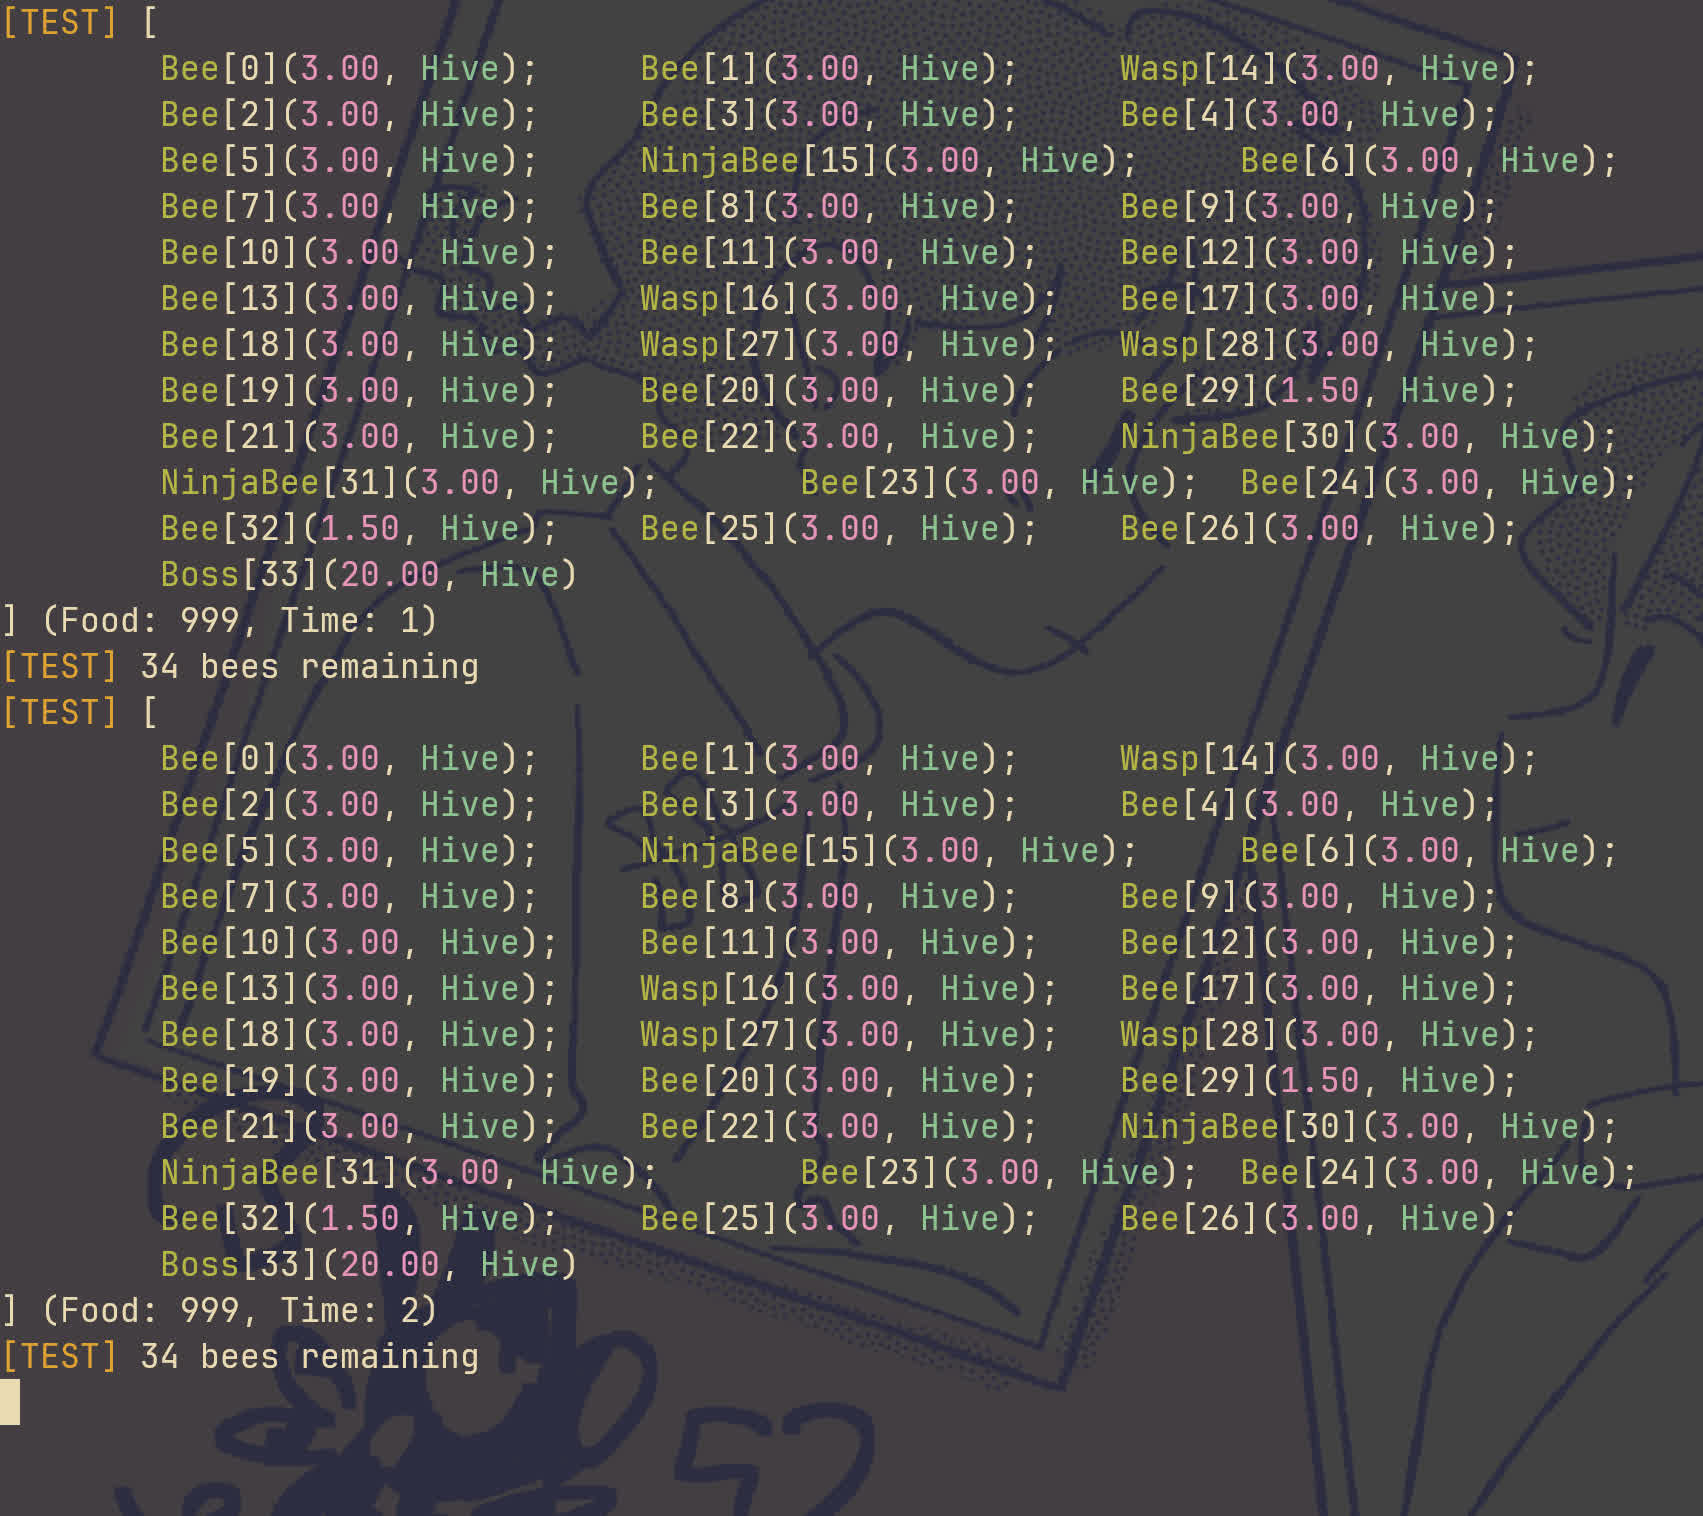 [TEST] [
Bee[0](3.00, Hive); Bee[1](3.00, Hive); Wasp[14](3.00, Hive);
Bee[2](3.00, Hive); Bee[3](3.00, Hive); Bee[4](3.00, Hive);
Bee[5](3.00, Hive); NinjaBee[15](3.00, Hive); Bee[6](3.00, Hive);
Bee[7](3.00, Hive); Bee[8](3.00, Hive); Bee[9](3.00, Hive);
Bee[10](3.00, Hive); Bee[11](3.00, Hive); Bee[12](3.00, Hive);
Bee[13](3.00, Hive); Wasp[16](3.00, Hive); Bee[17](3.00, Hive);
Bee[18](3.00, Hive); Wasp[27](3.00, Hive); Wasp[28](3.00, Hive);
Bee[19](3.00, Hive); Bee[20](3.00, Hive); Bee[29](1.50, Hive);
Bee[21](3.00, Hive); Bee[22](3.00, Hive); NinjaBee[30](3.00, Hive);
NinjaBee[31](3.00, Hive); Bee[23](3.00, Hive); Bee[24](3.00, Hive);
Bee[32](1.50, Hive); Bee[25](3.00, Hive); Bee[26](3.00, Hive);
Boss[33](20.00, Hive)
] (Food: 999, Time: 1)
[TEST] 34 bees remaining
[TEST] [
Bee[0](3.00, Hive); Bee[1](3.00, Hive); Wasp[14](3.00, Hive);
Bee[2](3.00, Hive); Bee[3](3.00, Hive); Bee[4](3.00, Hive);
Bee[5](3.00, Hive); NinjaBee[15](3.00, Hive); Bee[6](3.00, Hive);
Bee[7](3.00, Hive); Bee[8](3.00, Hive); Bee[9](3.00, Hive);
Bee[10](3.00, Hive); Bee[11](3.00, Hive); Bee[12](3.00, Hive);
Bee[13](3.00, Hive); Wasp[16](3.00, Hive); Bee[17](3.00, Hive);
Bee[18](3.00, Hive); Wasp[27](3.00, Hive); Wasp[28](3.00, Hive);
Bee[19](3.00, Hive); Bee[20](3.00, Hive); Bee[29](1.50, Hive);
Bee[21](3.00, Hive); Bee[22](3.00, Hive); NinjaBee[30](3.00, Hive);
NinjaBee[31](3.00, Hive); Bee[23](3.00, Hive); Bee[24](3.00, Hive);
Bee[32](1.50, Hive); Bee[25](3.00, Hive); Bee[26](3.00, Hive);
Boss[33](20.00, Hive)
] (Food: 999, Time: 2)
[TEST] 34 bees remaining
52